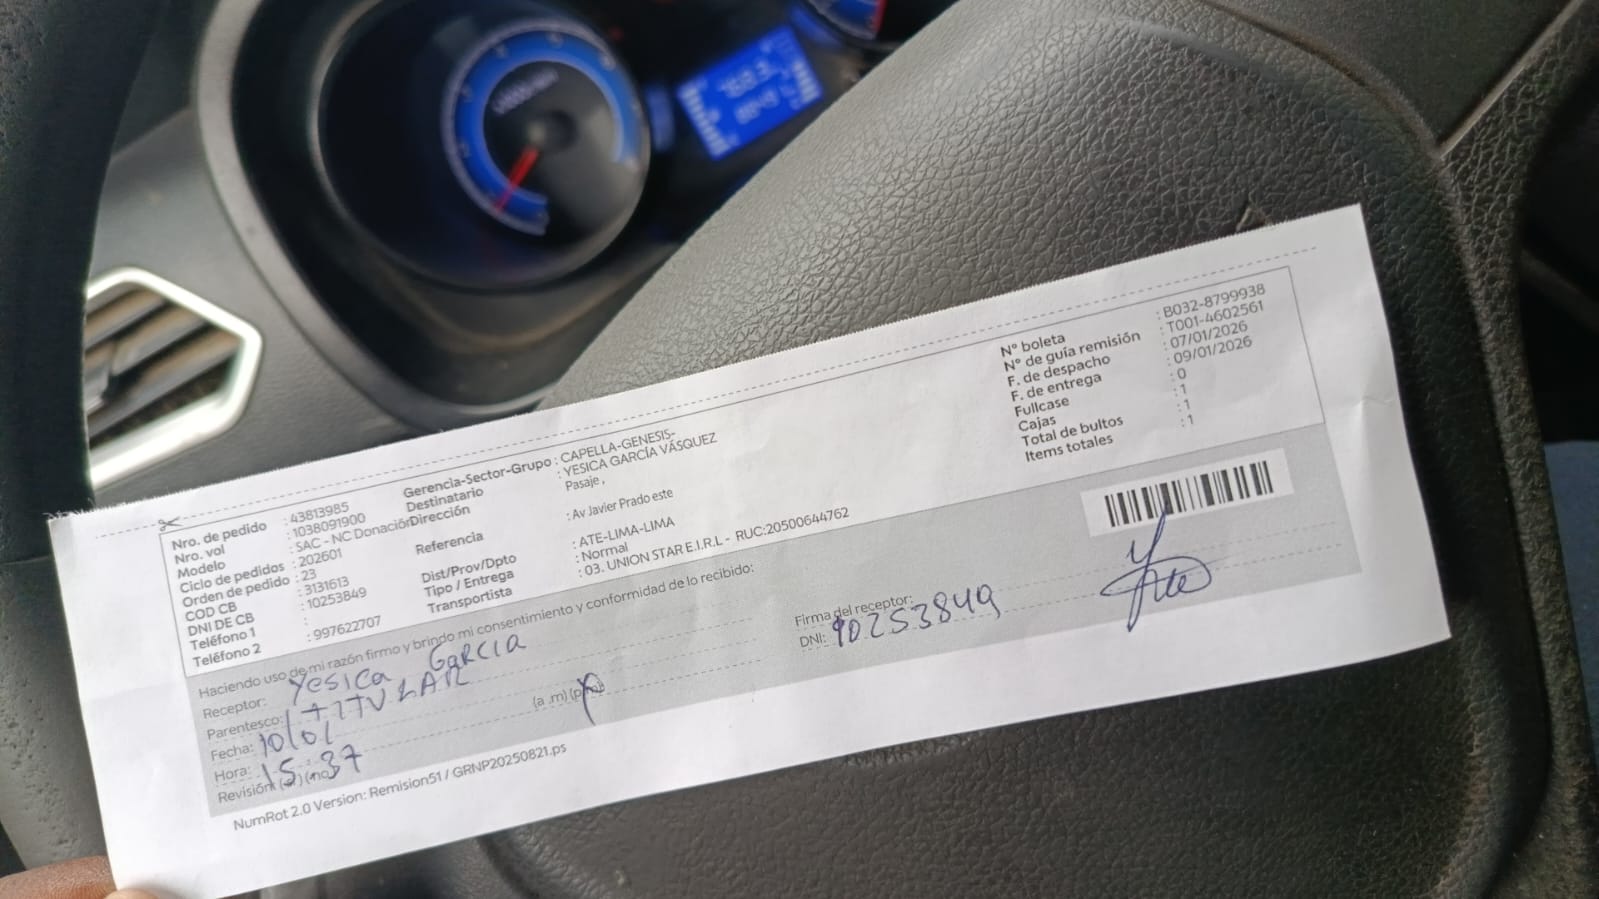 Nro. de pedido : 43813985
Nro. vol : 1038091900
Modelo : SAC - NC Donación
Ciclo de pedidos : 202601
Orden de pedido : 23
COD CB : 3131613
DNI DE CB : 10253849
Teléfono 1 :
Teléfono 2 : 997622707
Gerencia-Sector-Grupo : CAPELLA-GENESIS-
Destinatario : YESICA GARCÍA VÁSQUEZ
Dirección Pasaje ,
Referencia : Av Javier Prado este
Dist/Prov/Dpto : ATE-LIMA-LIMA
Tipo / Entrega : Normal
Transportista : 03. UNION STAR E.I.R.L - RUC:20500644762
N° boleta : B032-8799938
N° de guía remisión : T001-4602561
F. de despacho : 07/01/2026
F. de entrega : 09/01/2026
Fullcase : 0
Cajas : 1
Total de bultos : 1
Items totales : 1
Haciendo uso de mi razón firmo y brindo mi consentimiento y conformidad de lo recibido:
Receptor: Yesica GarCIA
Parentesco: TITULAR
Fecha: 10/01
Hora: 15:37 (a .m) (p
Revisión:
Firma del receptor:
DNI: 10253849
NumRot 2.0 Version: Remision51 / GRNP20250821.ps